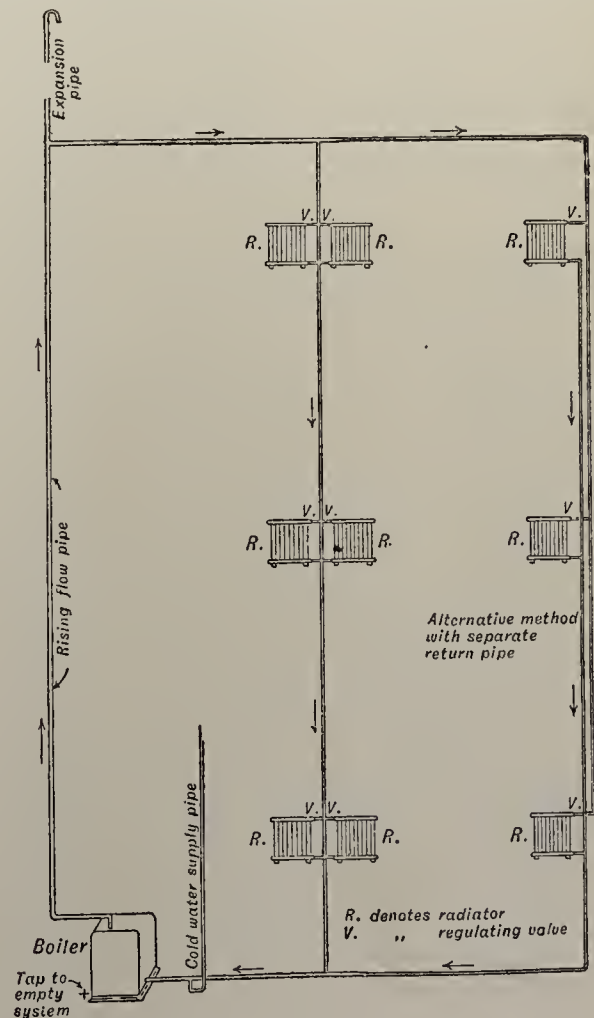 Expansion
pipe
V. V.
V.
R.
R.
R.
V. V.
V
R.
R.
R.
Rising flow pipe
Alternative method
with separate
return pipe
Cold water supply pipe
V. V.
V.
R.
R.
R.
R. denotes radiator
V. „ regulating valve
Boiler
Tap to
empty
system